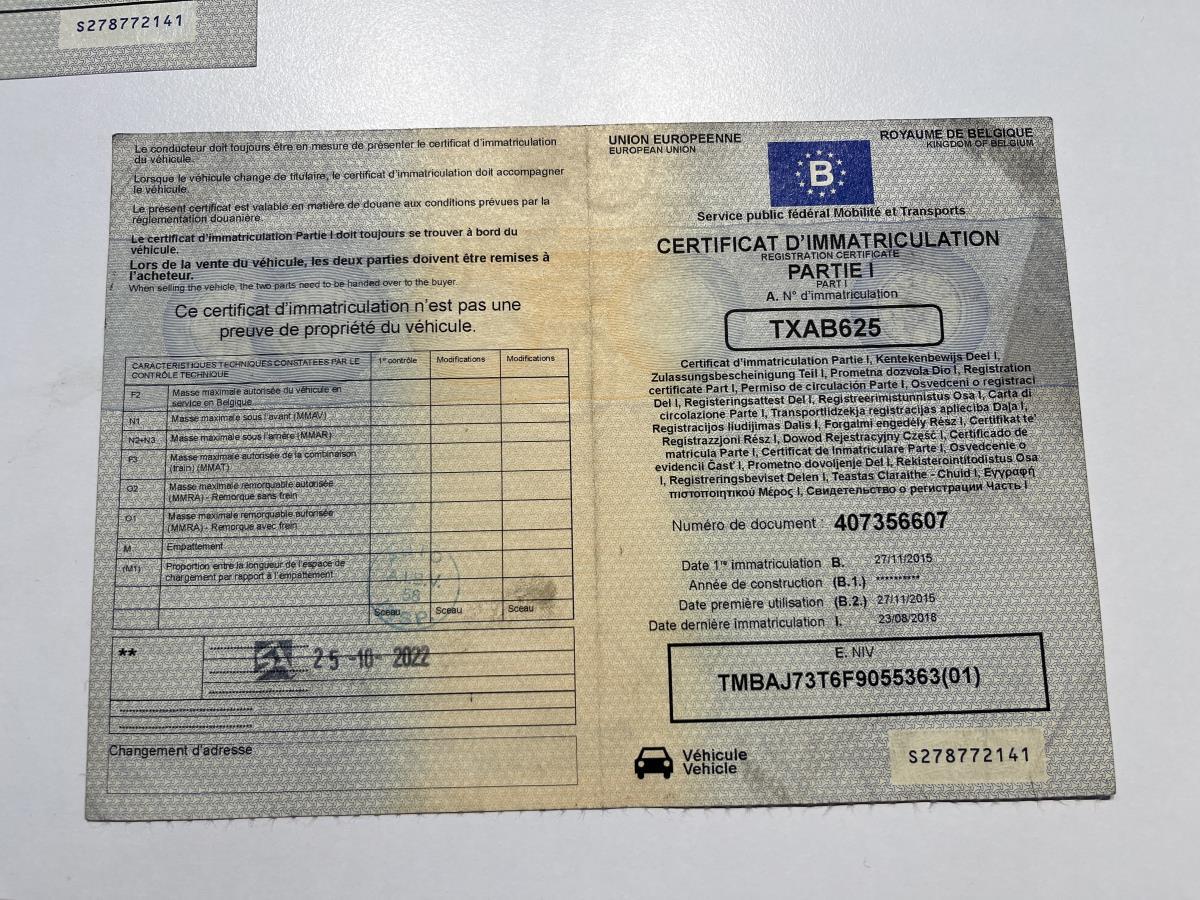 S278772141
Le conducteur doit toujours être en mesure de présenter le certificat d'immatriculation
du véhicule.
Lorsque le véhicule change de titulaire, le certificat d'immatriculation doit accompagner
le véhicule.
Le présent certificat est valable en matière de douane aux conditions prévues par la
réglementation douanière.
Le certificat d'immatriculation Partie I doit toujours se trouver à bord du
véhicule.
Lors de la vente du véhicule, les deux parties doivent être remises à
l'acheteur.
When selling the vehicle, the two parts need to be handed over to the buyer.
Ce certificat d'immatriculation n'est pas une
preuve de propriété du véhicule.
CARACTERISTIQUES TECHNIQUES CONSTATEES PAR LE
CONTRÔLE TECHNIQUE
1er contrôle
Modifications
Modifications
F2
Masse maximale autorisée du véhicule en
service en Belgique
N1
Masse maximale sous l'avant (MMAV)
N2+N3
Masse maximale sous l'arrière (MMAR)
F3
Masse maximale autorisée de la combinaison
(train) (MMAT)
O2
Masse maximale remorquable autorisée
(MMRA) - Remorque sans frein
O1
Masse maximale remorquable autorisée
(MMRA) - Remorque avec frein
M
Empattement
(M1)
Proportion entre la longueur de l'espace de
chargement par rapport à l'empattement
56
Sceau
Sceau
Sceau
**
25 -10- 2022
Changement d'adresse
UNION EUROPEENNE
EUROPEAN UNION
ROYAUME DE BELGIQUE
KINGDOM OF BELGIUM
B
Service public fédéral Mobilité et Transports
CERTIFICAT D'IMMATRICULATION
REGISTRATION CERTIFICATE
PARTIE I
PART I
A. N° d'immatriculation
TXAB625
Certificat d'immatriculation Partie I, Kentekenbewijs Deel I,
Zulassungsbescheinigung Teil I, Prometna dozvola Dio I, Registration
certificate Part I, Permiso de circulación Parte I, Osvedceni o registraci
Del I, Registeringsattest Del I, Registreerimistunnistus Osa I, Carta di
circolazione Parte I, Transportlidzekja registracijas aplieciba Daļa I,
Registracijos liudijimas Dalis I, Forgalmi engedély Rész I, Certifikat te'
Registrazzjoni Rész I, Dowod Rejestracyjny Część I, Certificado de
matricula Parte I, Certificat de Inmatriculare Parte I, Osvedcenie o
evidencii Časť I, Prometno dovoljenje Del I, Rekisterointitodistus Osa
I, Registreringsbeviset Delen I, Teastas Claraithe - Chuid I, Εγγραφή
πιστοποιητικού Μέρος I, Свидетельство о регистрации Часть I
Numéro de document : 407356607
Date 1re immatriculation B. 27/11/2015
Année de construction (B.1.) **********
Date première utilisation (B.2.) 27/11/2015
Date dernière immatriculation I. 23/08/2018
E. NIV
TMBAJ73T6F9055363(01)
Véhicule
Vehicle
S278772141